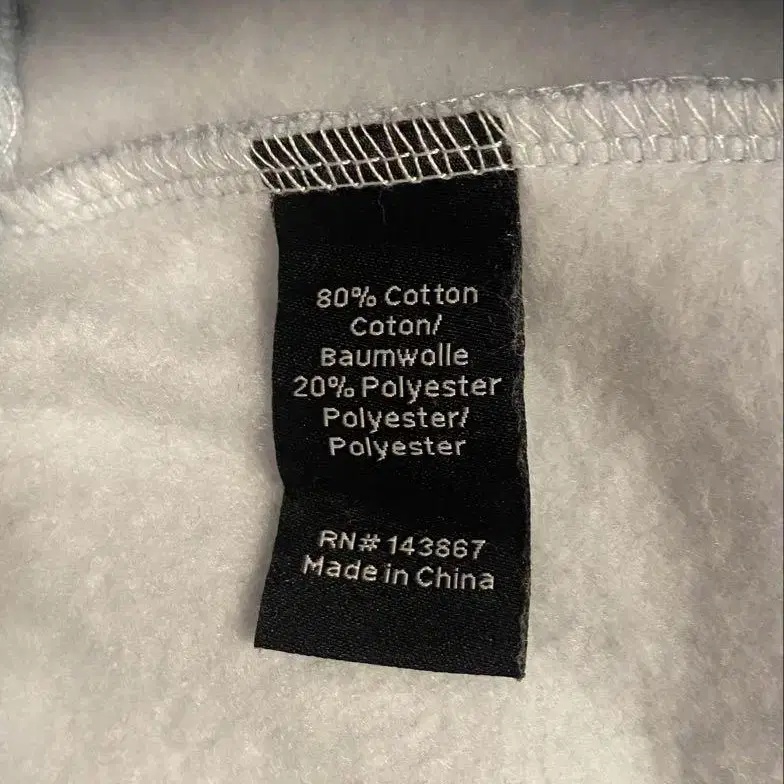 80% Cotton
Coton/
Baumwolle
20% Polyester
Polyester/
Polyester
RN# 143867
Made in China